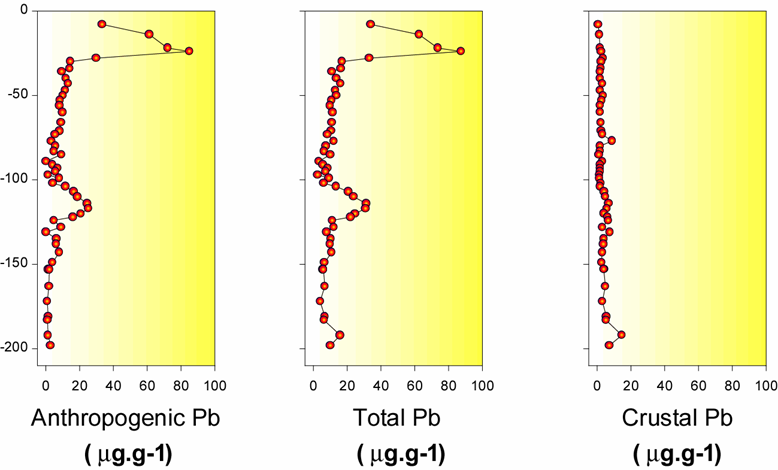 0
-50
-100
-150
-200
0 20 40 60 80 100
0 20 40 60 80 100
0 20 40 60 80 100
Anthropogenic Pb
( µg.g-1)
Total Pb
( µg.g-1)
Crustal Pb
(µg.g-1)